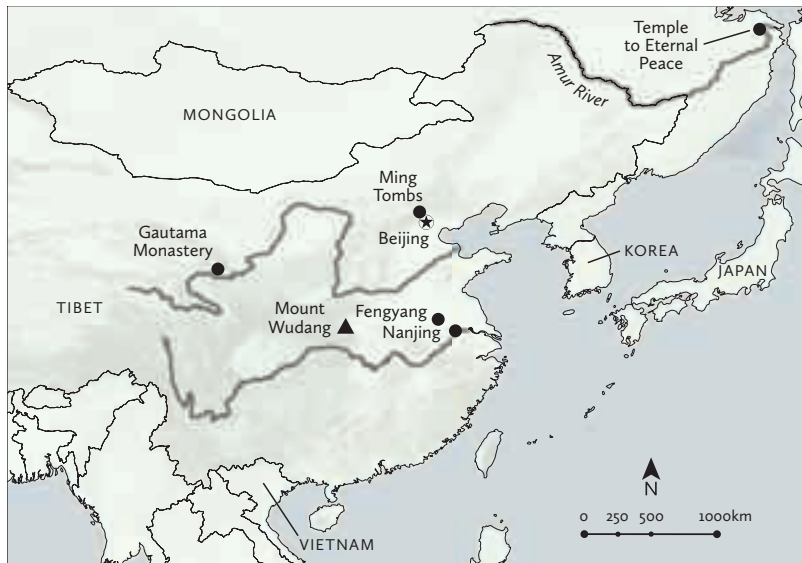 Temple
to Eternal
Peace
Amur River
MONGOLIA
Ming
Tombs
Beijing
Gautama
Monastery
KOREA
JAPAN
TIBET
Mount
Wudang
Fengyang
Nanjing
N
0 250 500 1000km
VIETNAM